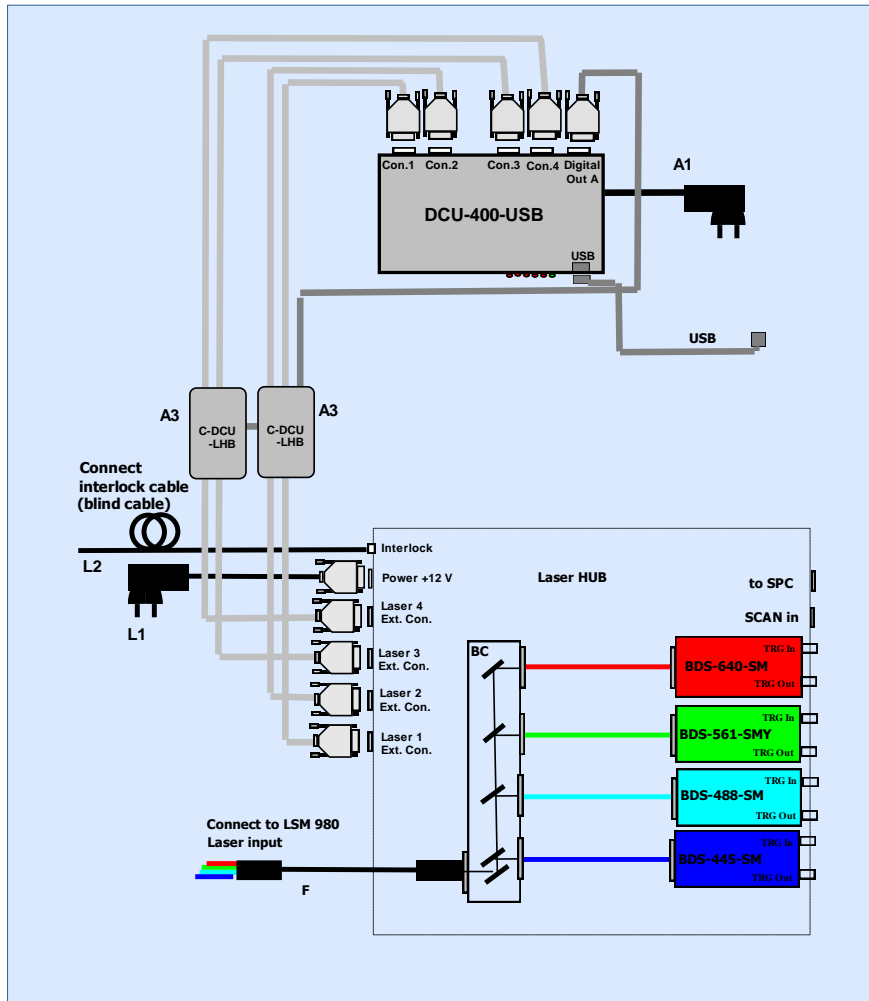 Con.1
Con.2
Con.3
Con.4
Digital
Out A
A1
DCU-400-USB
USB
USB
A3
C-DCU
-LHB
C-DCU
-LHB
A3
Connect
interlock cable
(blind cable)
L2
Interlock
L1
Power +12 V
Laser HUB
to SPC
SCAN in
Laser 4
Ext. Con.
Laser 3
Ext. Con.
Laser 2
Ext. Con.
Laser 1
Ext. Con.
BC
TRG In
BDS-640-SM
TRG Out
TRG In
BDS-561-SMY
TRG Out
TRG In
BDS-488-SM
TRG Out
TRG In
BDS-445-SM
TRG Out
Connect to LSM 980
Laser input
F